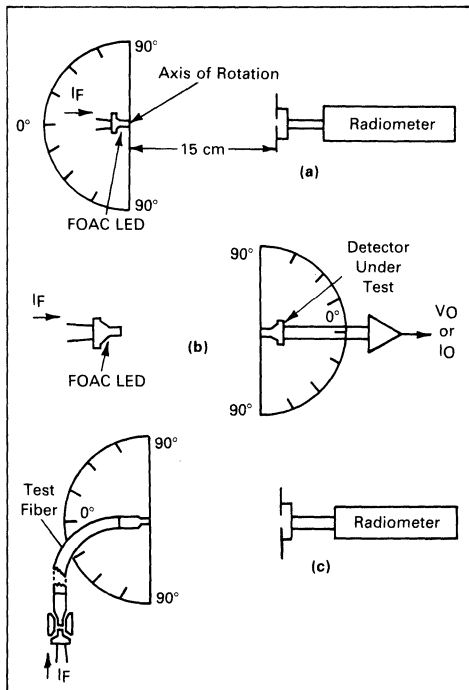 90°
Axis of Rotation
IF
0°
Radiometer
15 cm
(a)
90°
FOAC LED
Detector
Under
Test
90°
IF
0°
VO
or
IO
(b)
FOAC LED
90°
90°
Test
Fiber
0°
Radiometer
(c)
90°
IF